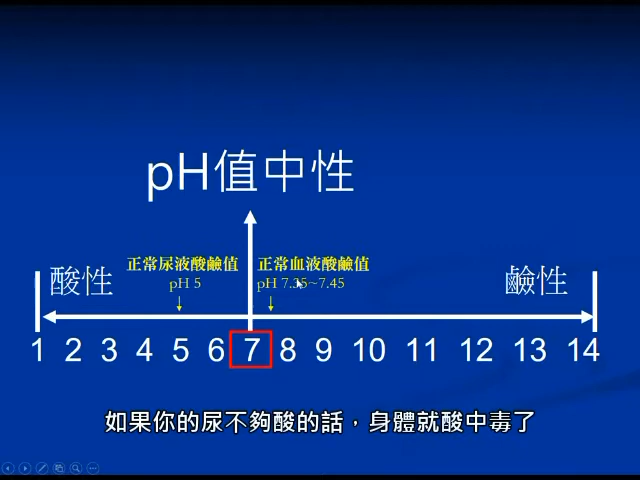 pH值中性
正常尿液酸鹼值
pH 5
正常血液酸鹼值
pH 7.35~7.45
酸性
鹼性
1 2 3 4 5 6 7 8 9 10 11 12 13 14
如果你的尿不夠酸的話，身體就酸中毒了